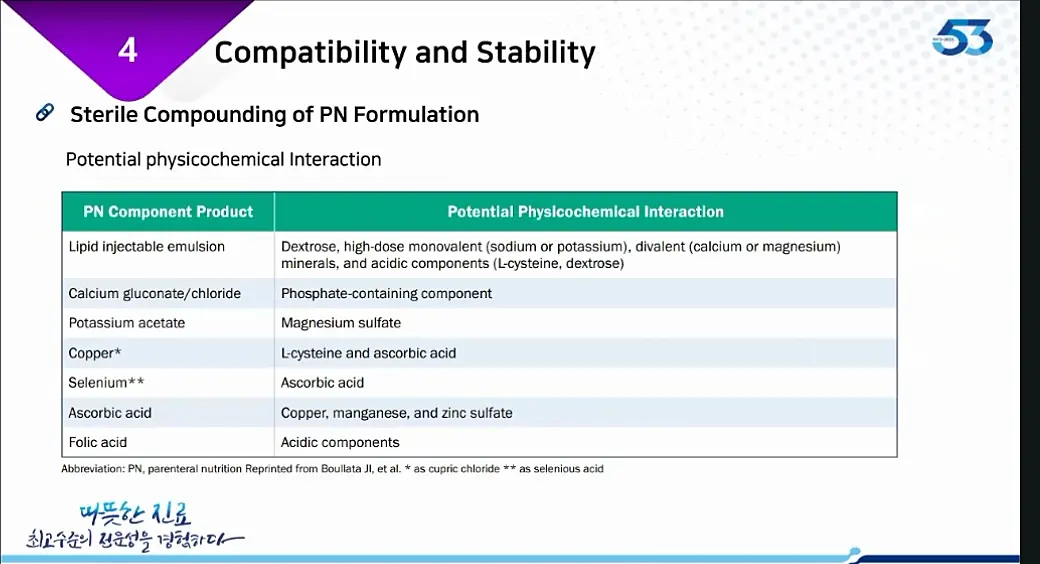 4
Compatibility and Stability
53
Sterile Compounding of PN Formulation
Potential physicochemical Interaction
PN Component Product Potential Physicochemical Interaction
Lipid injectable emulsion Dextrose, high-dose monovalent (sodium or potassium), divalent (calcium or magnesium)
minerals, and acidic components (L-cysteine, dextrose)
Calcium gluconate/chloride Phosphate-containing component
Potassium acetate Magnesium sulfate
Copper* L-cysteine and ascorbic acid
Selenium** Ascorbic acid
Ascorbic acid Copper, manganese, and zinc sulfate
Folic acid Acidic components
Abbreviation: PN, parenteral nutrition Reprinted from Boullata JI, et al. * as cupric chloride ** as selenious acid
따뜻한 진료
최고수준의 전문성을 경험하다